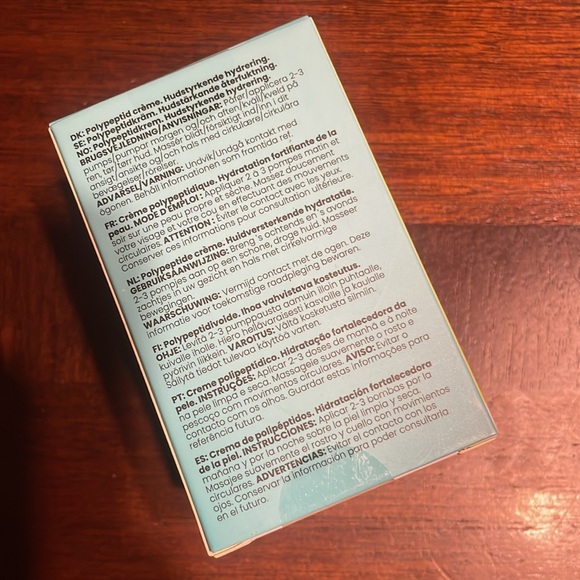 DK: Polypeptid crème. Hudstyrkende hydrering.
SE: Polypeptidkräm. Hudstärkande återfuktning.
NO: Polypeptidkrem. Hudstyrkende hydrering.
BRUGSVEJLEDNING/ANVISNINGAR: Påfør/applicera 2-3
pumps/pumpar morgen og/och aften/kväll/kveld på
ren, tør/torr hud. Masser blidt/försiktigt ind/in i dit
ansigt/ansikte og/och hals med cirkulære/cirkulära
bevægelser/rörelser.
ADVARSEL/VARNING: Undvik/undgå kontakt med
øgonen. Behåll informationen som framtida ref.
FR: Crème polypeptidique. Hydratation fortifiante de la
peau. MODE D'EMPLOI: Appliquer 2 à 3 pompes matin et
soir sur une peau propre et sèche. Massez doucement
votre visage et votre cou en effectuant des mouvements
circulaires. ATTENTION: Éviter le contact avec les yeux.
Conserver ces informations pour consultation ultérieure.
NL: Polypeptide crème. Huidversterkende hydratatie.
GEBRUIKSAANWIJZING: Breng 's ochtends en 's avonds
2-3 pompjes aan op een schone, droge huid. Masseer
zachtjes in uw gezicht en hals met cirkelvormige
bewegingen.
WAARSCHUWING: Vermijd contact met de ogen. Deze
informatie voor toekomstige raadpleging bewaren.
FI: Polypeptidivoide. Ihoa vahvistava kosteutus.
OHJE: Levitä 2-3 pumppausta aamuin illoin puhtaalle,
kuivalle iholle. Hiero hellävaraisesti kasvoille ja kaulalle
pyörivin liikkein. VAROITUS: Vältä kosketusta silmiin.
Säilytä tiedot tulevaa käyttöä varten.
PT: Creme polipeptídico. Hidratação fortalecedora da
pele. INSTRUÇÕES: Aplicar 2-3 doses de manhã e à noite
na pele limpa e seca. Massageie suavemente o rosto e
pescoço com movimentos circulares. AVISO: Evitar o
contacto com os olhos. Guardar estas informações para
referência futura.
ES: Crema de polipéptidos. Hidratación fortalecedora
de la piel. INSTRUCCIONES: Aplicar 2-3 bombas por la
mañana y por la noche sobre la piel limpia y seca.
Masajee suavemente el rostro y cuello con movimientos
circulares. ADVERTENCIAS: Evitar el contacto con los
ojos. Conservar la información para poder consultarla
en el futuro.